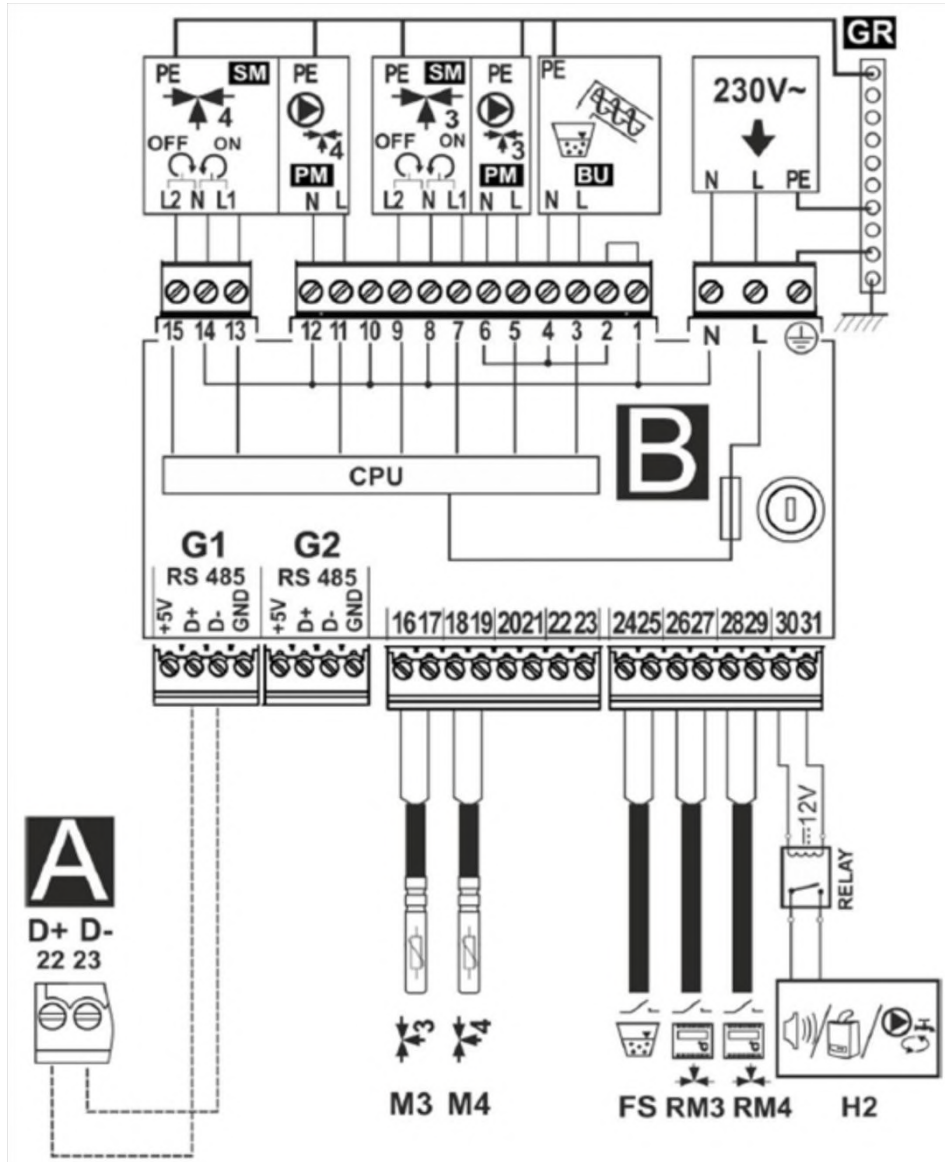 GR
PE SM PE PE SM PE PE 230V~
4 4 3 3
OFF ON OFF ON
PM PM BU
L2 N L1 N L L2 N L1 N L N L N L PE
15 14 13 12 11 10 9 8 7 6 5 4 3 2 1 N L
B
CPU
G1 G2
RS 485 RS 485
+5V D+ D- GND +5V D+ D- GND
16 17 18 19 20 21 22 23 24 25 26 27 28 29 30 31
A
12V
RELAY
D+ D-
22 23
3 4 H
M3 M4 FS RM3 RM4 H2